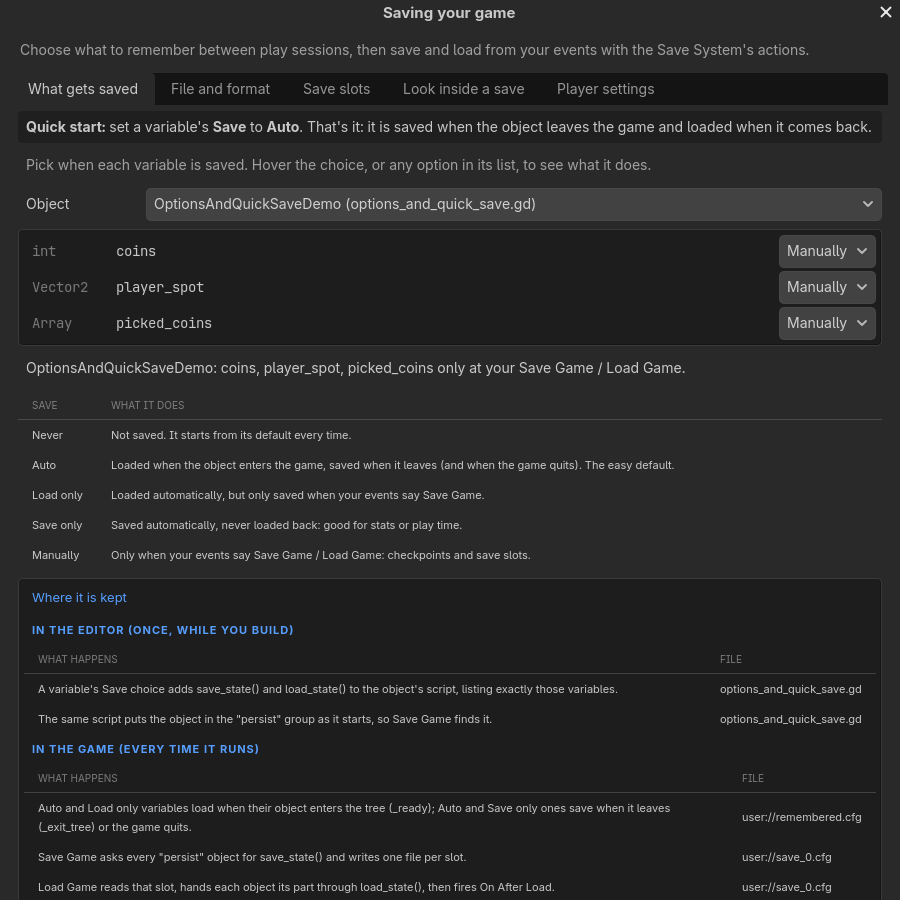 Saving your game
Choose what to remember between play sessions, then save and load from your events with the Save System's actions.
What gets saved File and format Save slots Look inside a save Player settings
Quick start: set a variable's Save to Auto. That's it: it is saved when the object leaves the game and loaded when it comes back.
Pick when each variable is saved. Hover the choice, or any option in its list, to see what it does.
Object OptionsAndQuickSaveDemo (options_and_quick_save.gd)
int coins Manually
Vector2 player_spot Manually
Array picked_coins Manually
OptionsAndQuickSaveDemo: coins, player_spot, picked_coins only at your Save Game / Load Game.
SAVE WHAT IT DOES
Never Not saved. It starts from its default every time.
Auto Loaded when the object enters the game, saved when it leaves (and when the game quits). The easy default.
Load only Loaded automatically, but only saved when your events say Save Game.
Save only Saved automatically, never loaded back: good for stats or play time.
Manually Only when your events say Save Game / Load Game: checkpoints and save slots.
Where it is kept
IN THE EDITOR (ONCE, WHILE YOU BUILD)
WHAT HAPPENS FILE
A variable's Save choice adds save_state() and load_state() to the object's script, listing exactly those variables. options_and_quick_save.gd
The same script puts the object in the "persist" group as it starts, so Save Game finds it. options_and_quick_save.gd
IN THE GAME (EVERY TIME IT RUNS)
WHAT HAPPENS FILE
Auto and Load only variables load when their object enters the tree (_ready); Auto and Save only ones save when it leaves
(_exit_tree) or the game quits. user://remembered.cfg
Save Game asks every "persist" object for save_state() and writes one file per slot. user://save_0.cfg
Load Game reads that slot, hands each object its part through load_state(), then fires On After Load. user://save_0.cfg